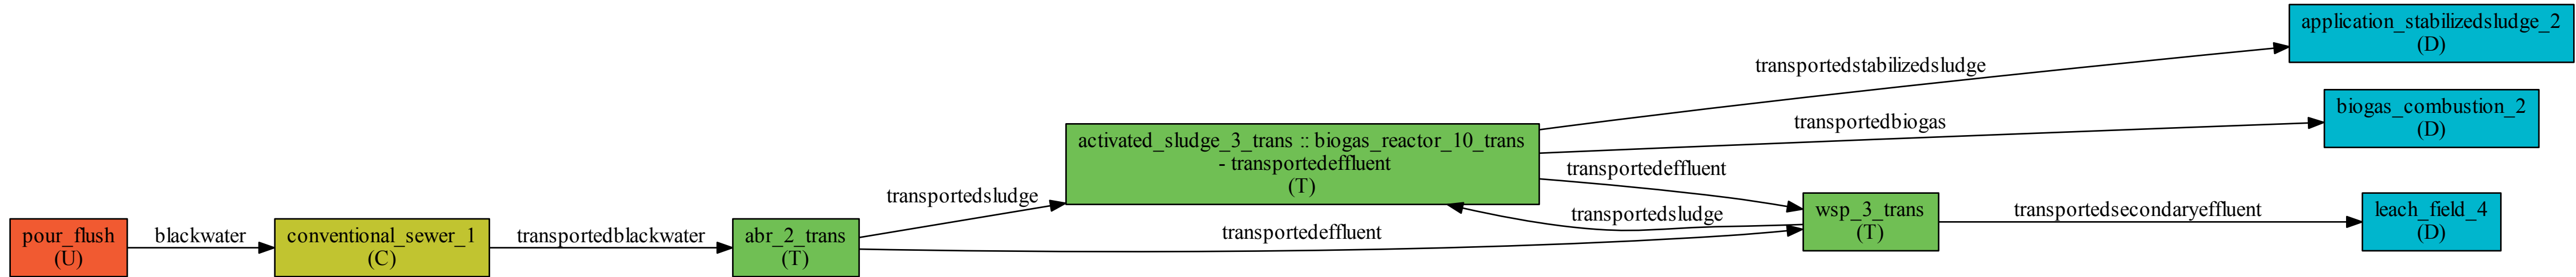 pour_flush
(U)
blackwater
conventional_sewer_1
(C)
transportedblackwater
abr_2_trans
(T)
transportedsludge
transportedeffluent
activated_sludge_3_trans :: biogas_reactor_10_trans
- transportedeffluent
(T)
transportedstabilizedsludge
transportedbiogas
transportedeffluent
transportedsludge
wsp_3_trans
(T)
transportedsecondaryeffluent
application_stabilizedsludge_2
(D)
biogas_combustion_2
(D)
leach_field_4
(D)